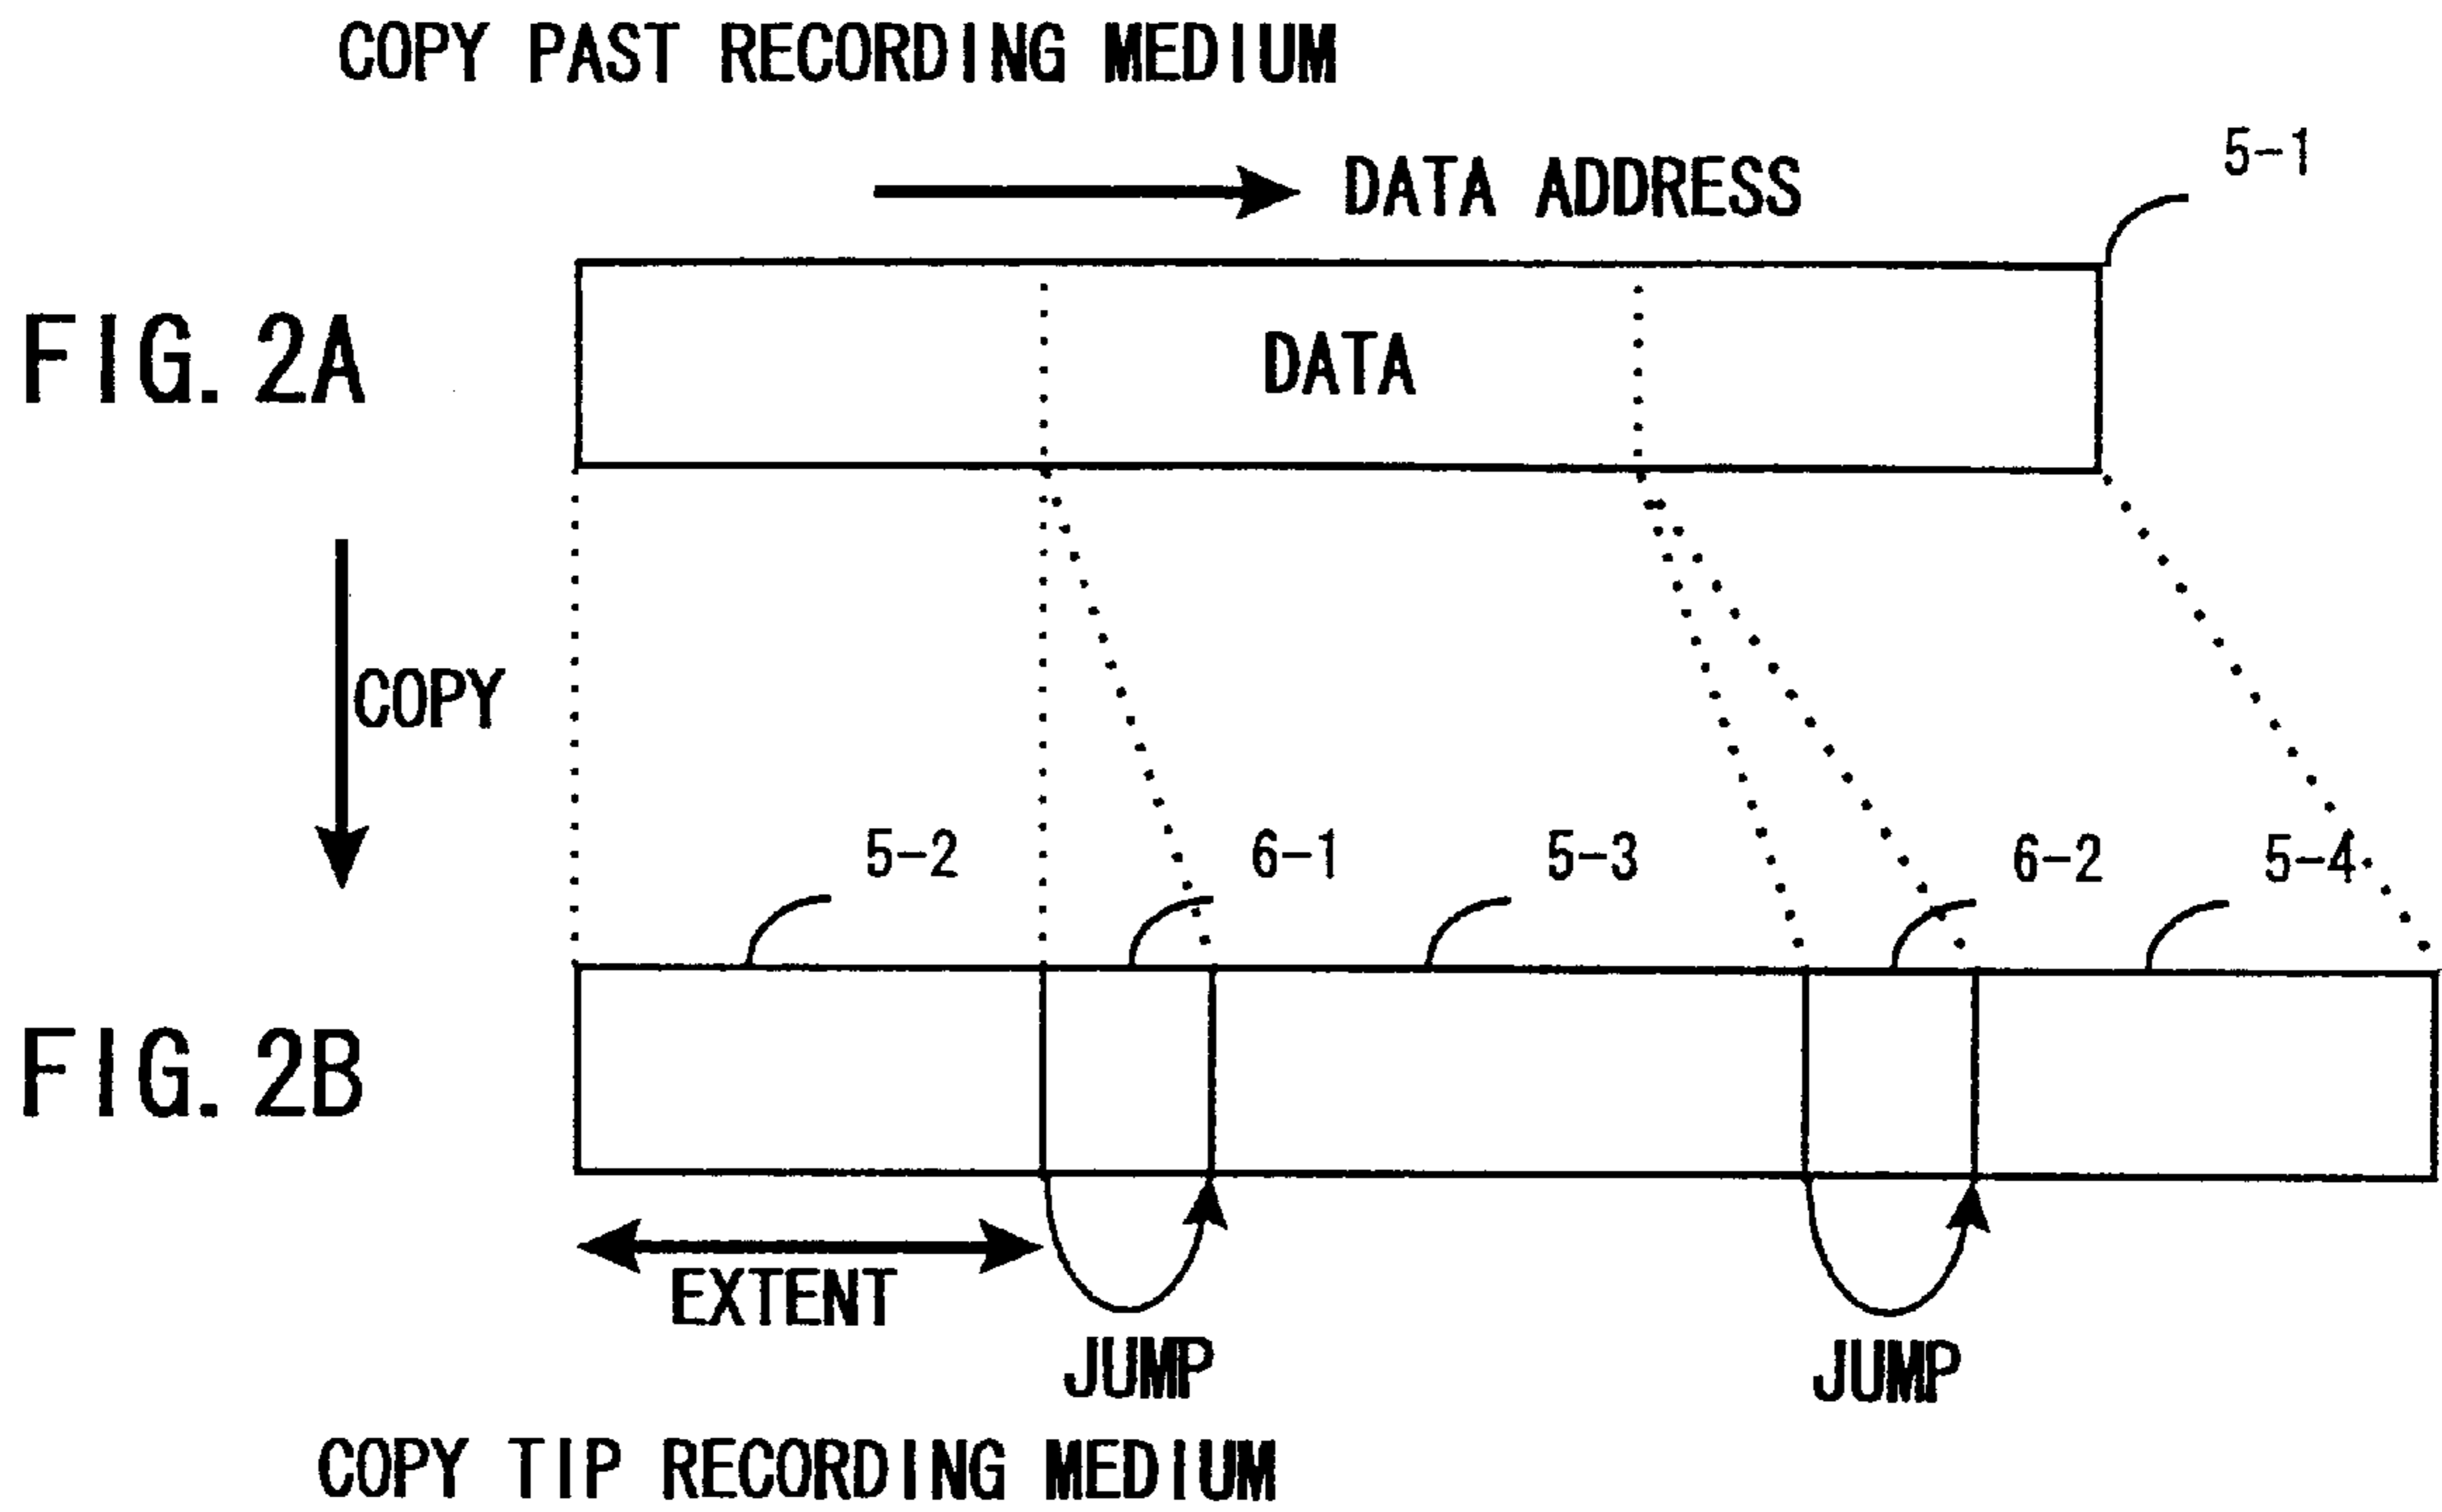 COPY PAST RECORDING MEDIUM
DATA ADDRESS
5-1
FIG. 2A
DATA
COPY
5-2
6-1
5-3
6-2
5-4
FIG. 2B
EXTENT
JUMP
JUMP
COPY TIP RECORDING MEDIUM